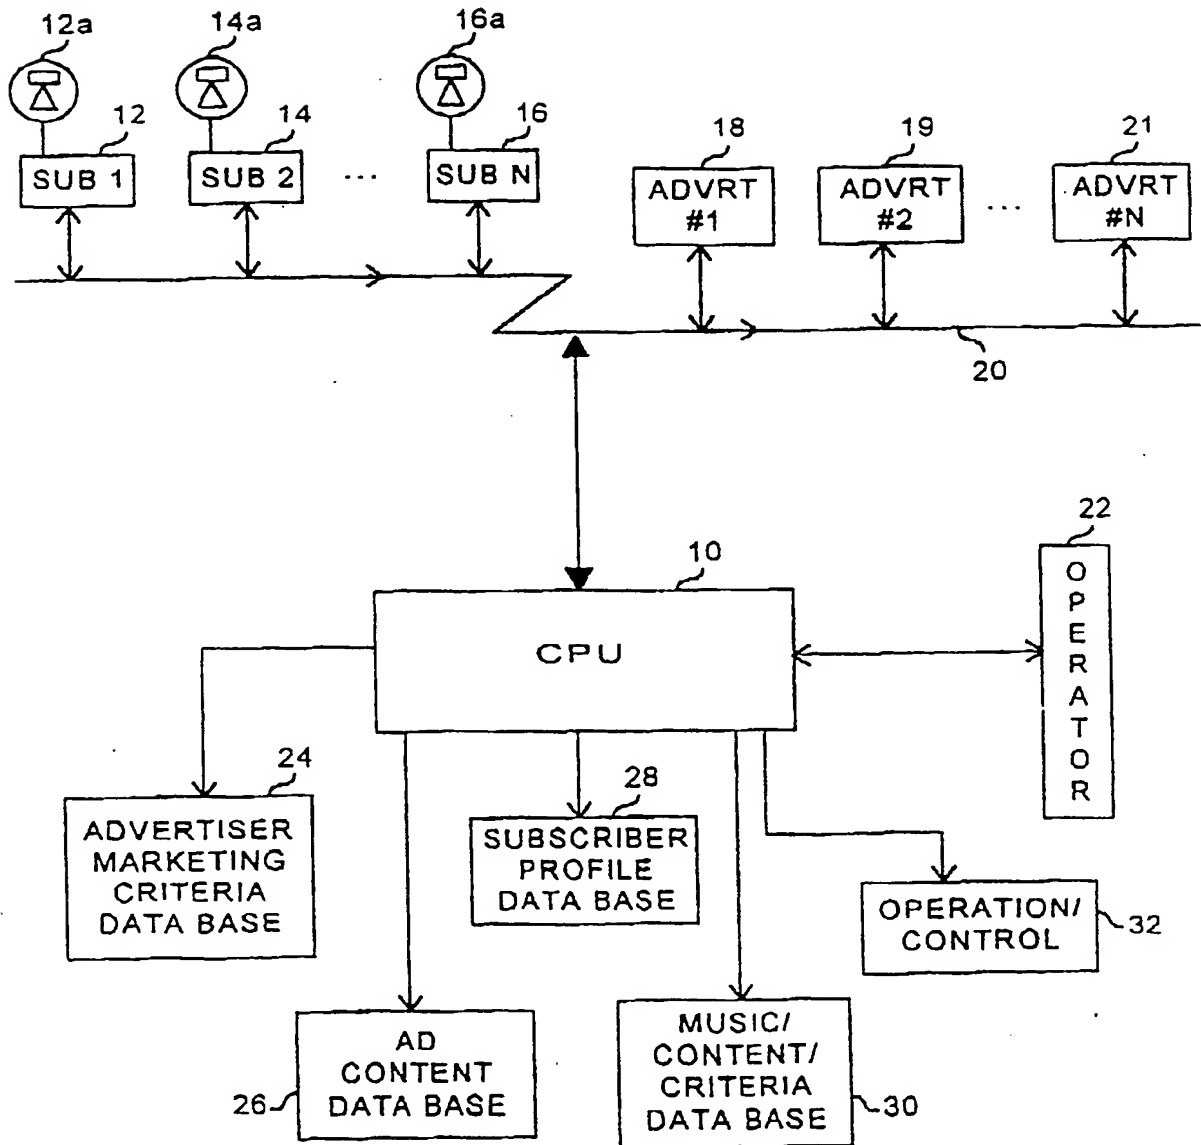 12a
14a
16a
12
14
16
18
19
21
SUB 1
SUB 2
...
SUB N
ADVRT
#1
ADVRT
#2
...
ADVRT
#N
20
10
22
CPU
OPERATOR
24
28
ADVERTISER
MARKETING
CRITERIA
DATA BASE
SUBSCRIBER
PROFILE
DATA BASE
OPERATION/
CONTROL
32
AD
CONTENT
DATA BASE
26
MUSIC/
CONTENT/
CRITERIA
DATA BASE
30